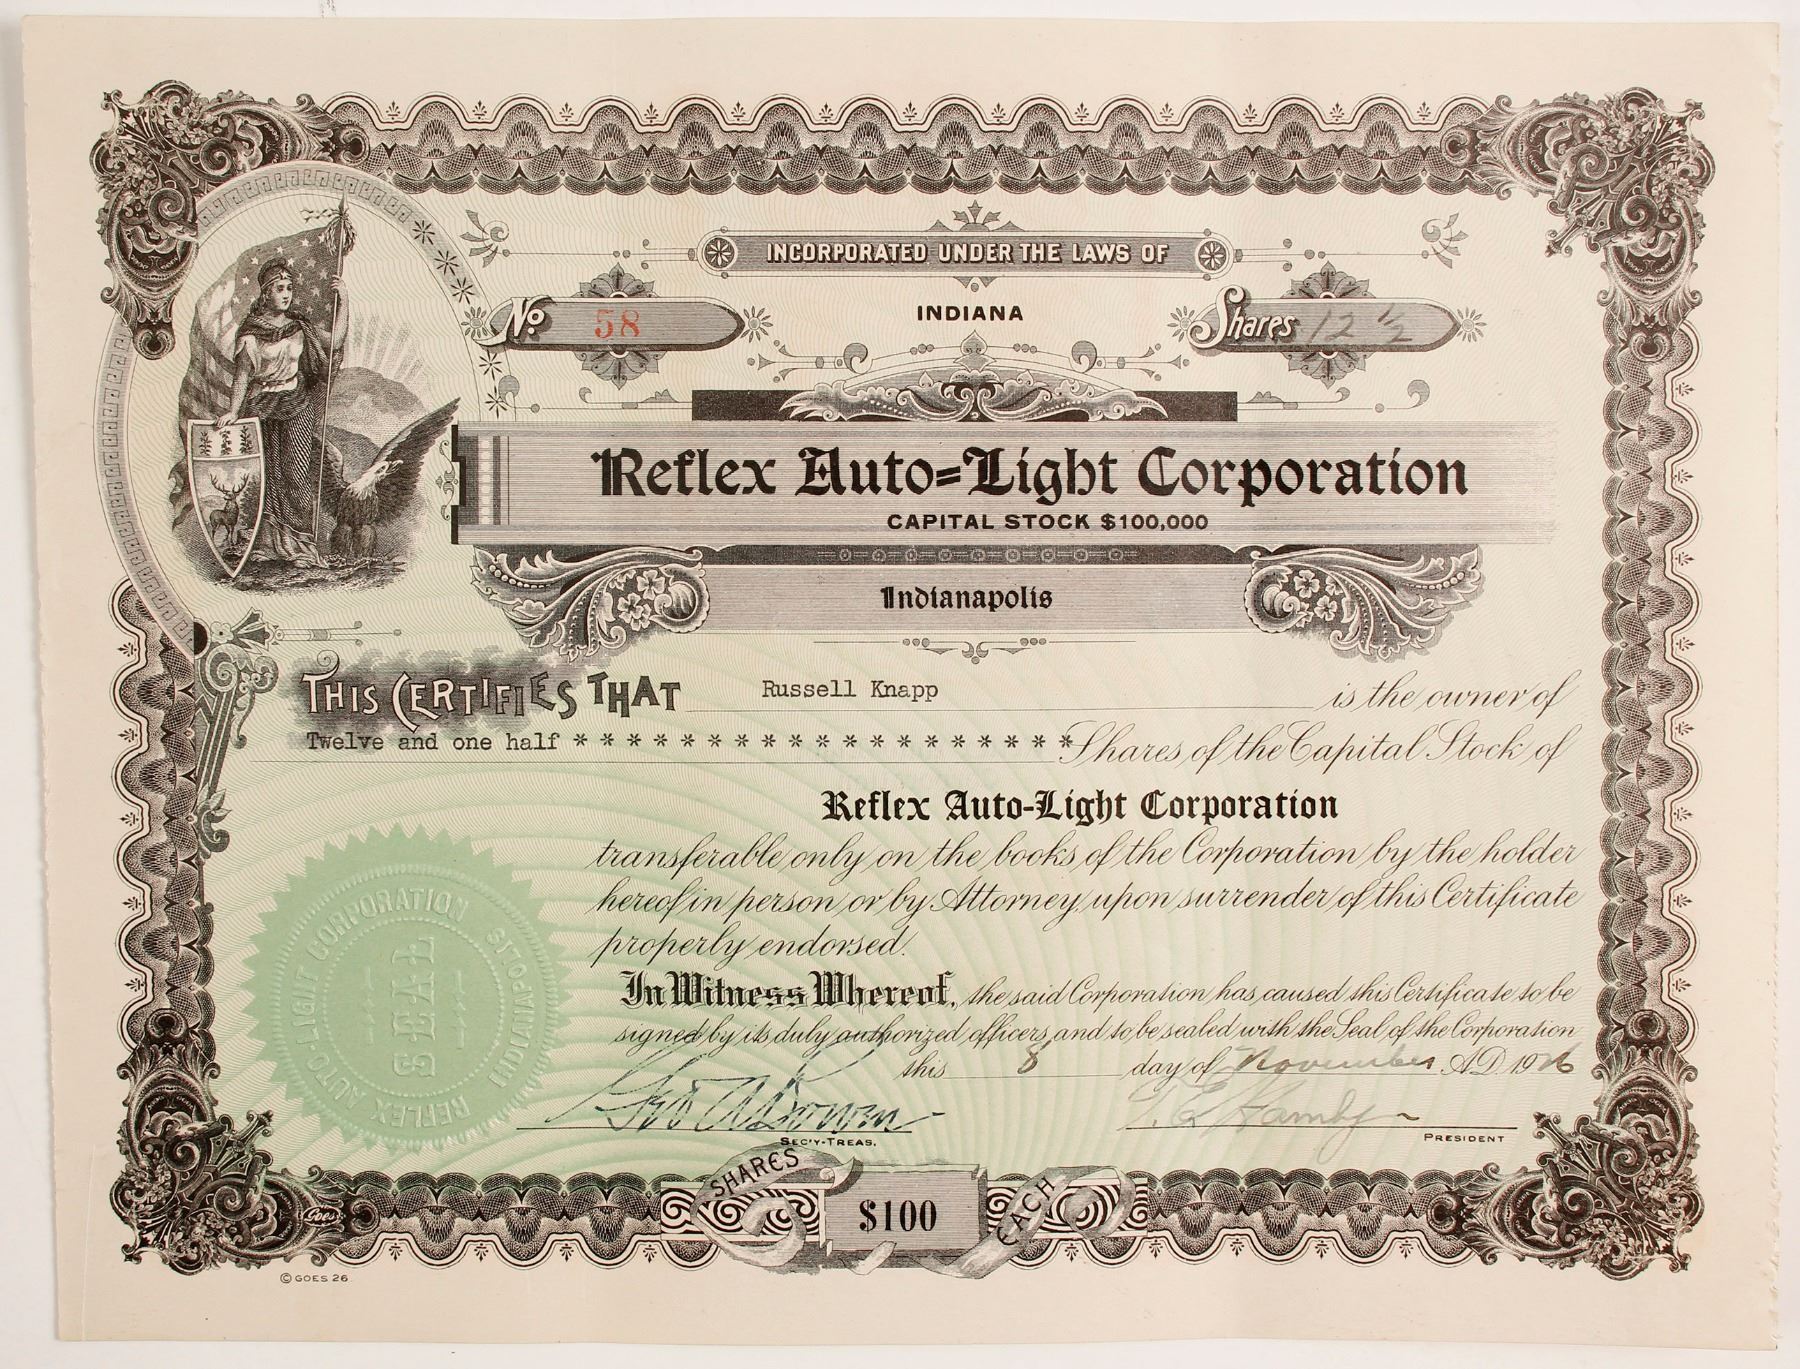 INCORPORATED UNDER THE LAWS OF
No. 58
INDIANA
Shares 12 1/2
Reflex Auto=Light Corporation
CAPITAL STOCK $100,000
Indianapolis
THIS CERTIFIES THAT Russell Knapp is the owner of
Twelve and one half * * * * * * * * * * * * * * * * * * * Shares of the Capital Stock of
Reflex Auto-Light Corporation
transferable only on the books of the Corporation by the holder
hereof in person or by Attorney upon surrender of this Certificate
properly endorsed.
In Witness Whereof, the said Corporation has caused this Certificate to be
signed by its duly authorized officers and to be sealed with the Seal of the Corporation
this 8 day of November A.D. 1926
Geo A Bowen
SEC'Y-TREAS.
PRESIDENT
REFLEX AUTO-LIGHT CORPORATION
INDIANAPOLIS
SEAL
SHARES
$100
EACH
Goes
© GOES 26